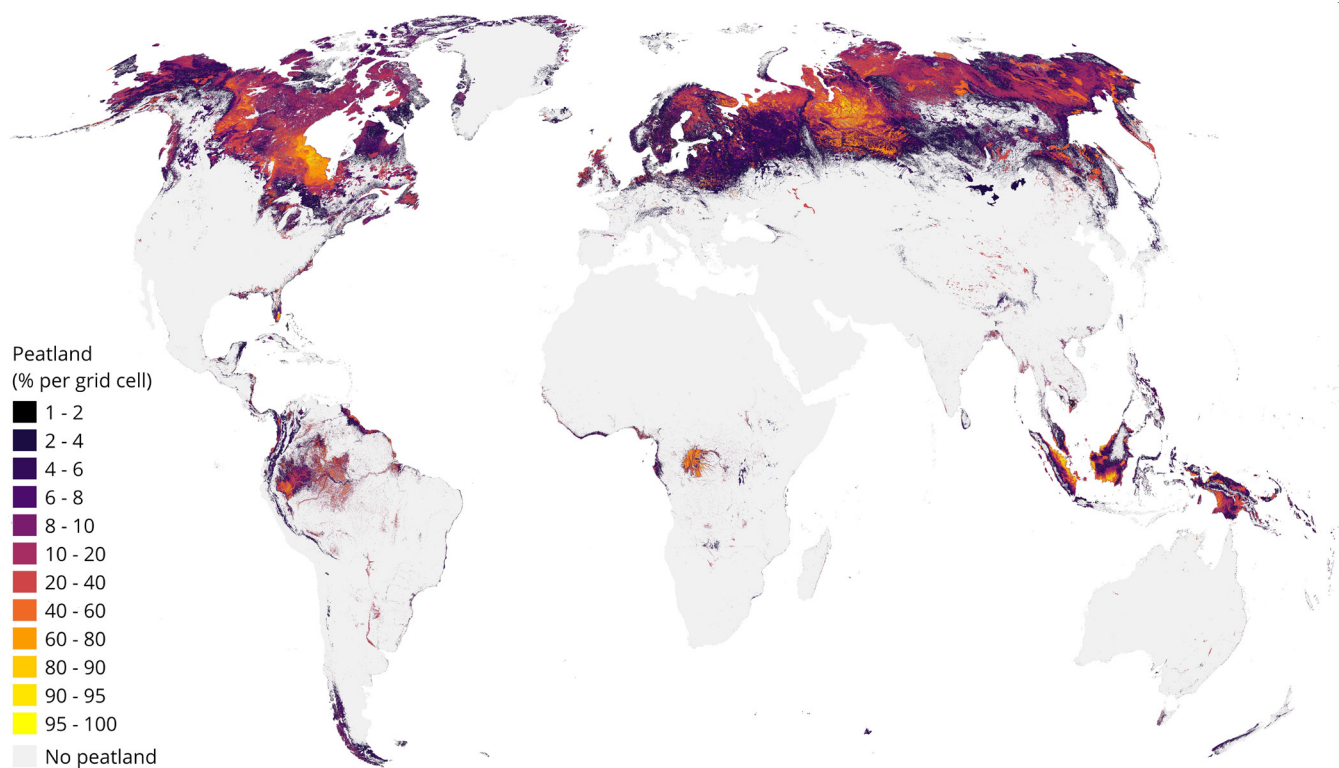 Peatland
(% per grid cell)
1 - 2
2 - 4
4 - 6
6 - 8
8 - 10
10 - 20
20 - 40
40 - 60
60 - 80
80 - 90
90 - 95
95 - 100
No peatland